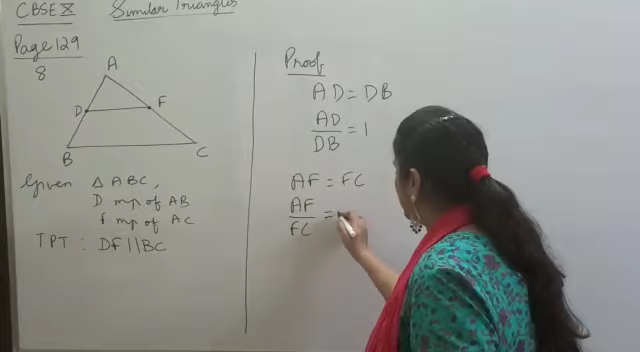 CBSE X Similar Triangles
Page 129
8
A
D F
B C
Given △ ABC,
D mp of AB
F mp of AC
TPT : DF || BC
Proof
AD = DB
AD/DB = 1
AF = FC
AF/FC =